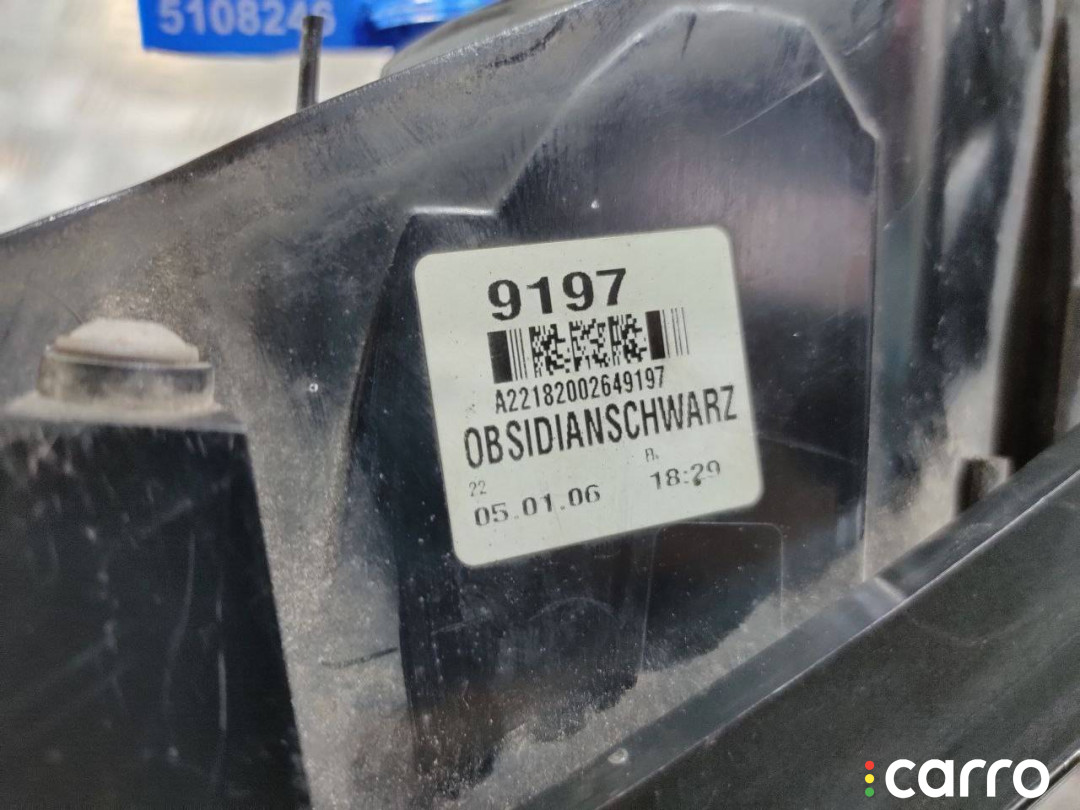 5108246
9197
A22182002649197
OBSIDIANSCHWARZ
22
05.01.06 18:29
carro